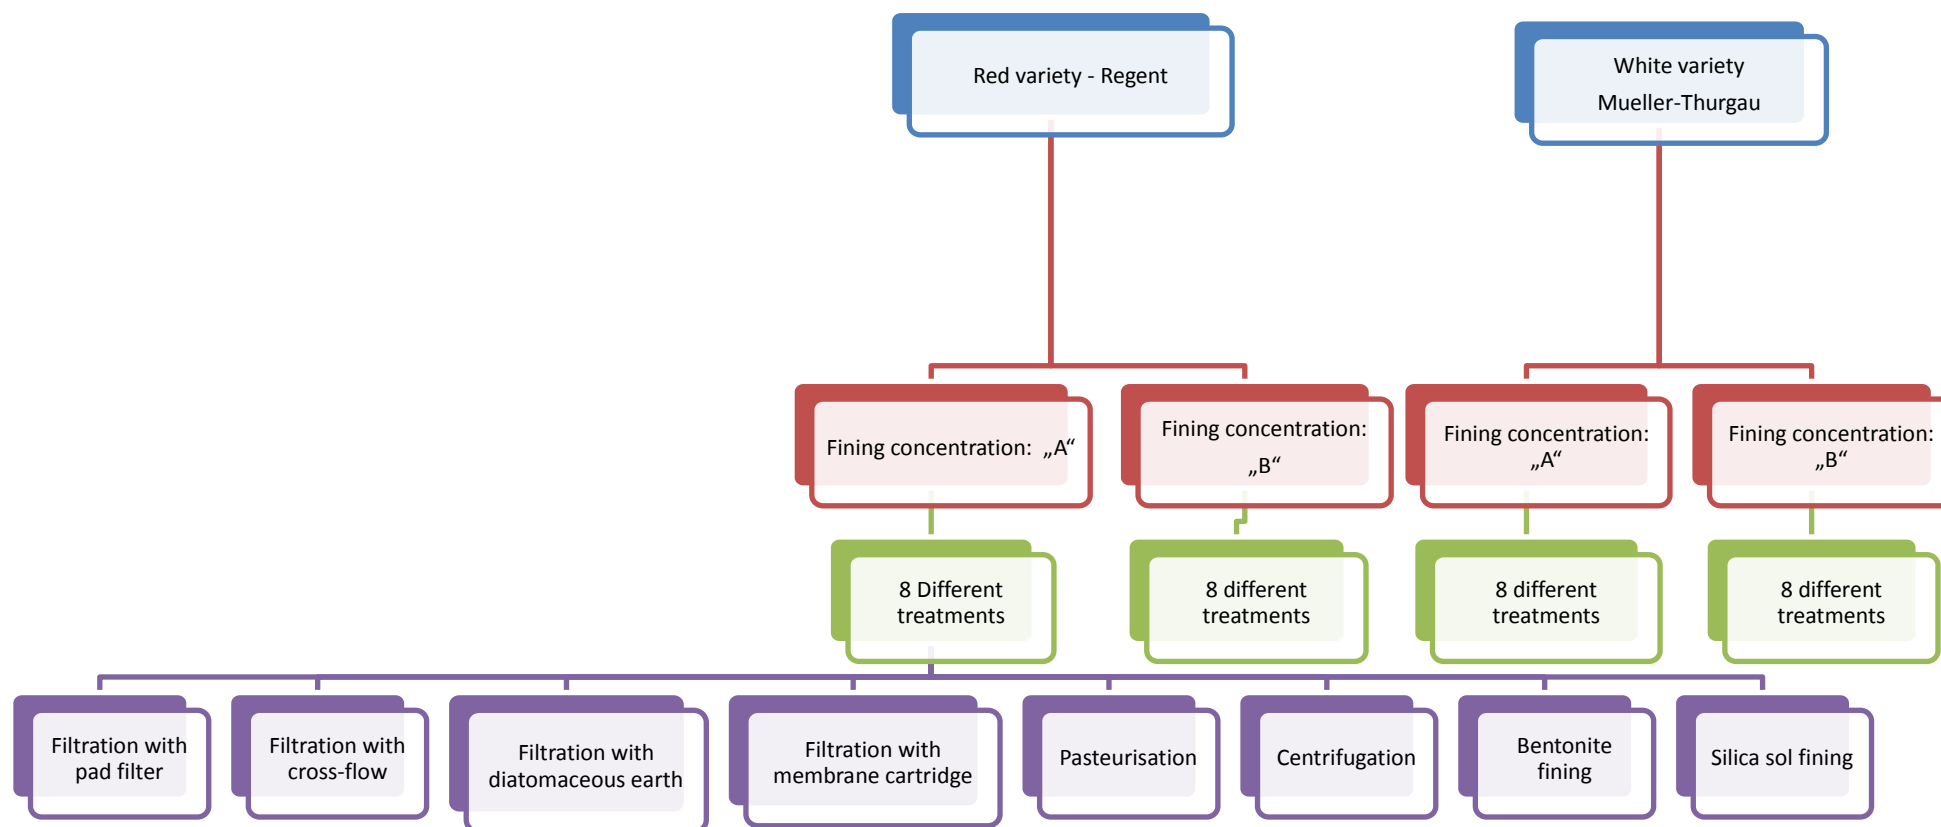 Red variety - Regent
White variety
Mueller-Thurgau
Fining concentration: „A“
Fining concentration:
„B“
Fining concentration:
„A“
Fining concentration:
„B“
8 Different
treatments
8 different
treatments
8 different
treatments
8 different
treatments
Filtration with
pad filter
Filtration with
cross-flow
Filtration with
diatomaceous earth
Filtration with
membrane cartridge
Pasteurisation
Centrifugation
Bentonite
fining
Silica sol fining